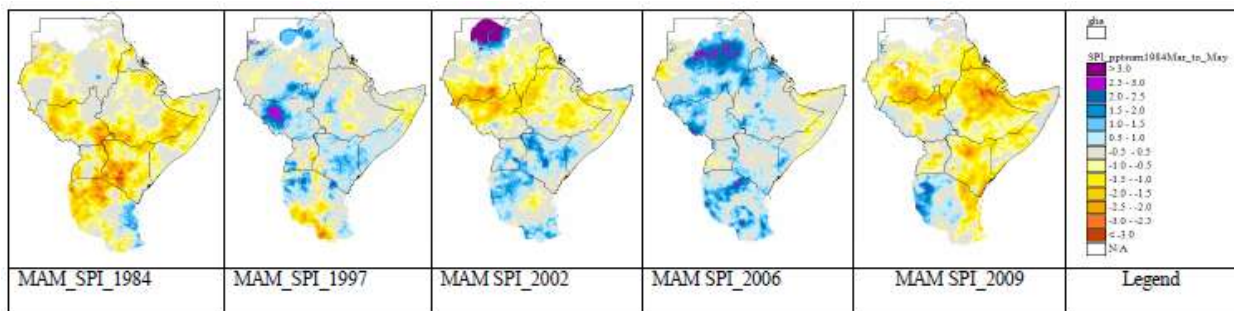 gha
SPI_ppteum1984Mar_to_May
> 3.0
2.5 - 3.0
2.0 - 2.5
1.5 - 2.0
1.0 - 1.5
0.5 - 1.0
-0.5 - 0.5
-1.0 - -0.5
-1.5 - -1.0
-2.0 - -1.5
-2.5 - -2.0
-3.0 - -2.5
< -3.0
N/A
MAM_SPI_1984 MAM_SPI_1997 MAM SPI_2002 MAM SPI_2006 MAM SPI_2009 Legend